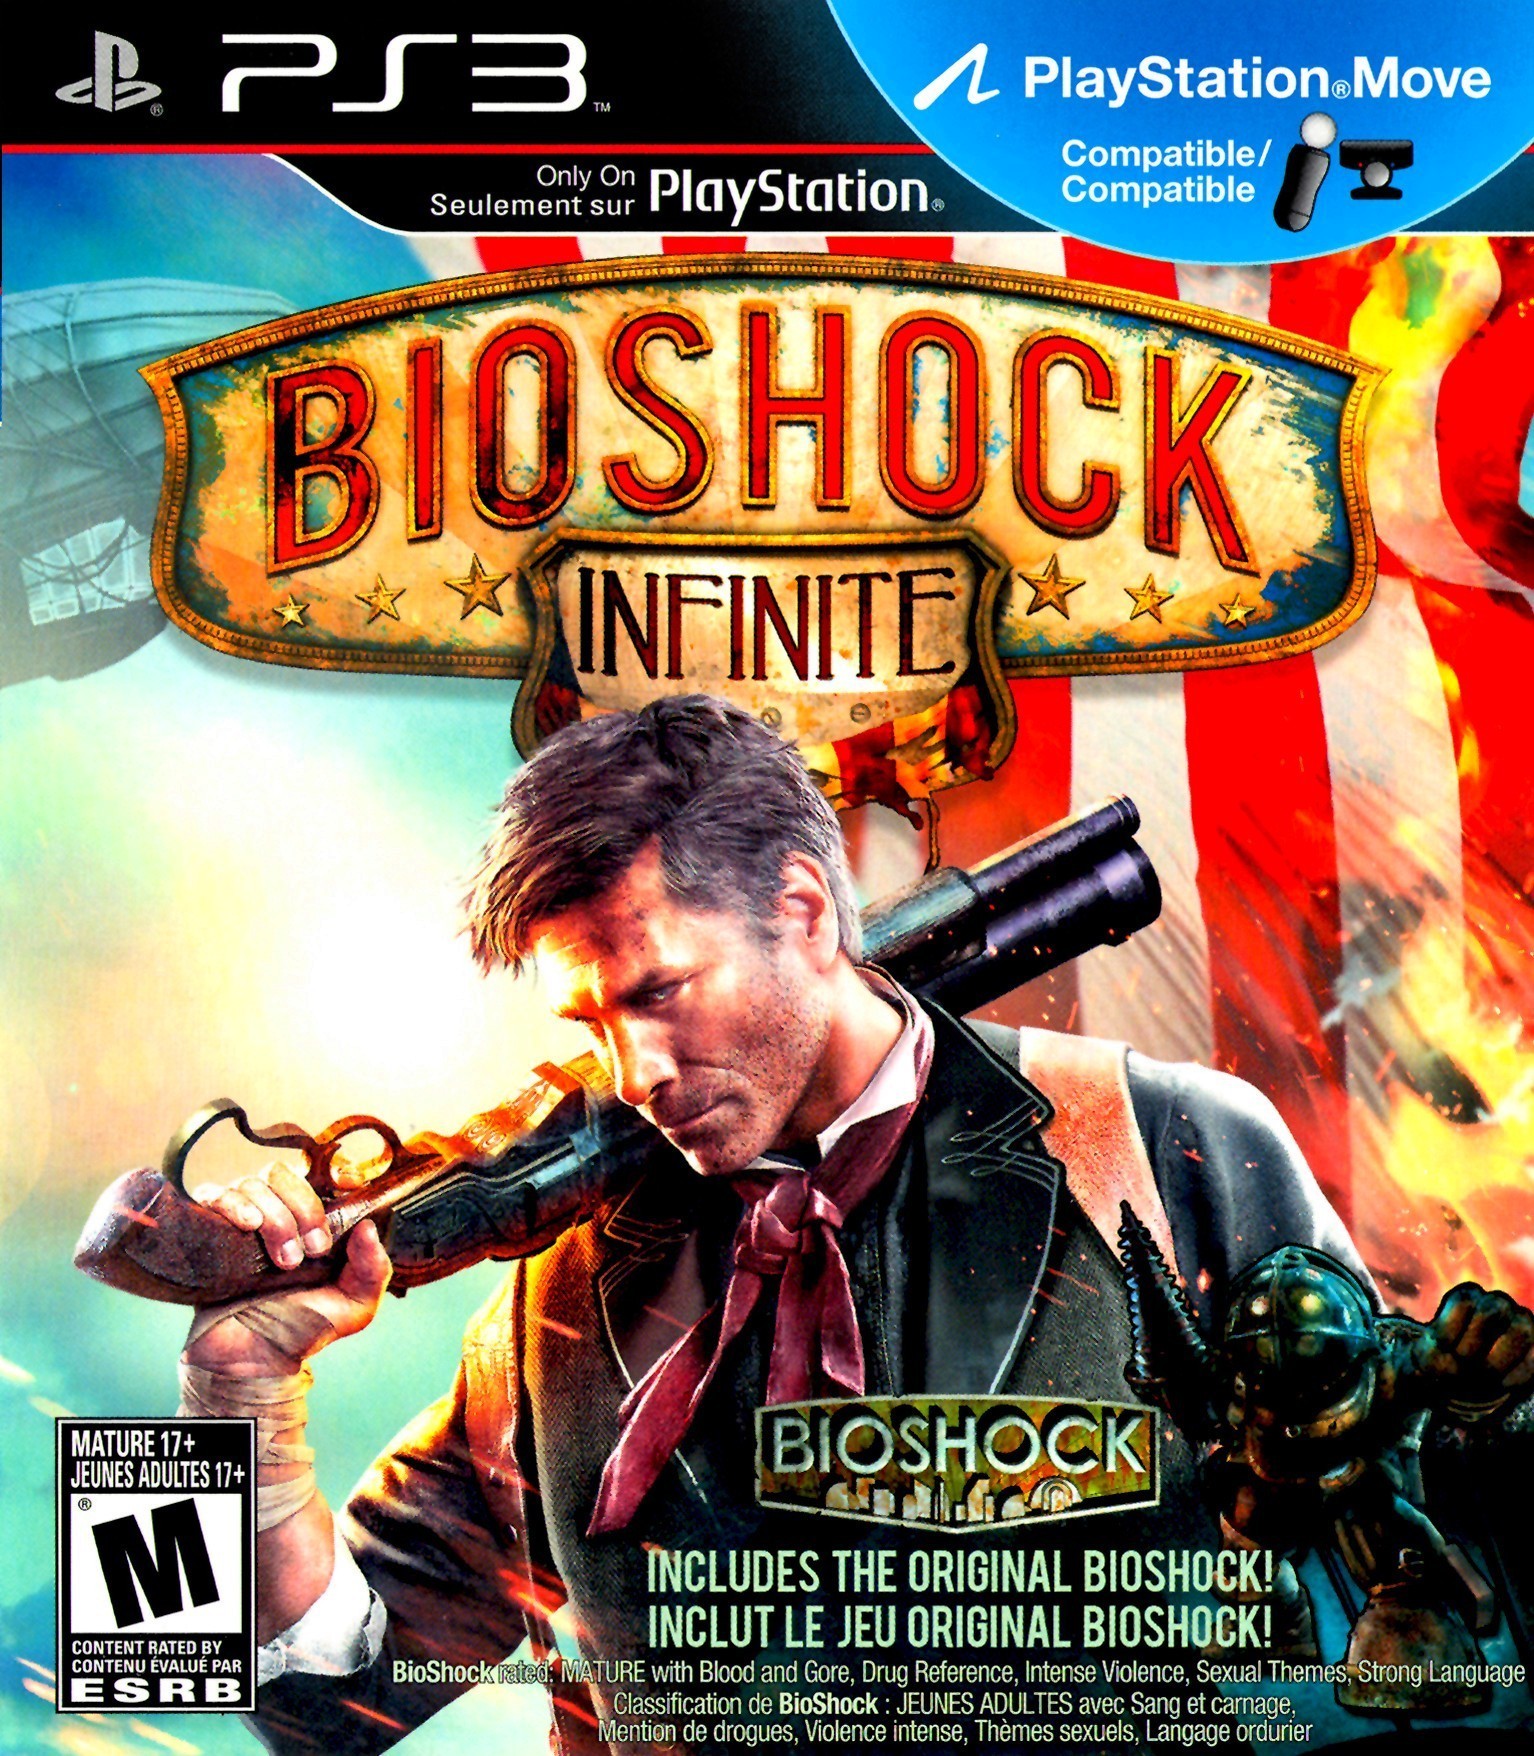 PS3™
PlayStation®Move
Compatible/
Compatible
Only On
Seulement sur
PlayStation®
BIOSHOCK
INFINITE
BIOSHOCK
MATURE 17+
JEUNES ADULTES 17+
M®
CONTENT RATED BY
CONTENU ÉVALUÉ PAR
ESRB
INCLUDES THE ORIGINAL BIOSHOCK!
INCLUT LE JEU ORIGINAL BIOSHOCK!
BioShock rated: MATURE with Blood and Gore, Drug Reference, Intense Violence, Sexual Themes, Strong Language
Classification de BioShock : JEUNES ADULTES avec Sang et carnage,
Mention de drogues, Violence intense, Thèmes sexuels, Langage ordurier